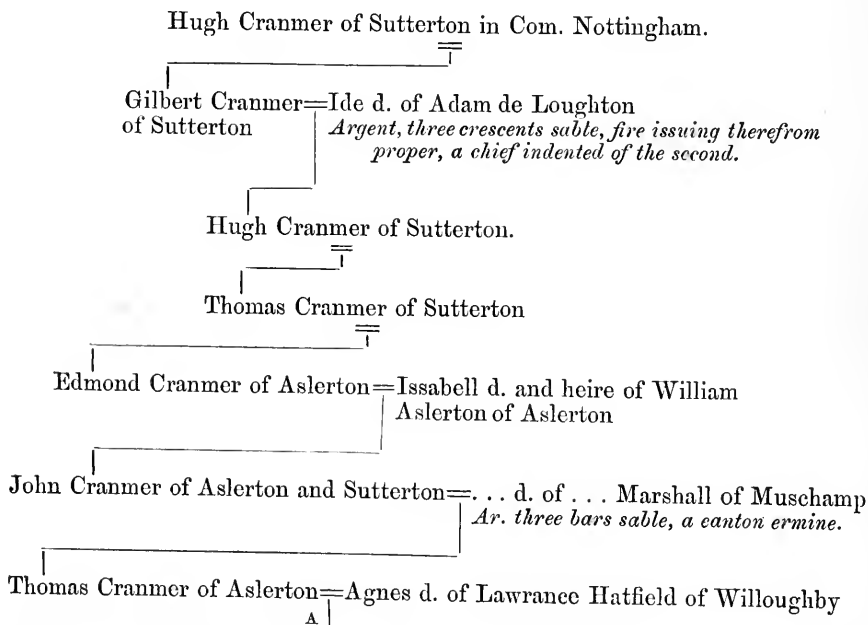 Hugh Cranmer of Sutterton in Com. Nottingham.
Gilbert Cranmer=Ide d. of Adam de Loughton
of Sutterton
Argent, three crescents sable, fire issuing therefrom
proper, a chief indented of the second.
Hugh Cranmer of Sutterton.
Thomas Cranmer of Sutterton
Edmond Cranmer of Aslerton=Issabell d. and heire of William
Aslerton of Aslerton
John Cranmer of Aslerton and Sutterton=. . . d. of . . . Marshall of Muschamp
Ar. three bars sable, a canton ermine.
Thomas Cranmer of Aslerton=Agnes d. of Lawrance Hatfield of Willoughby
A